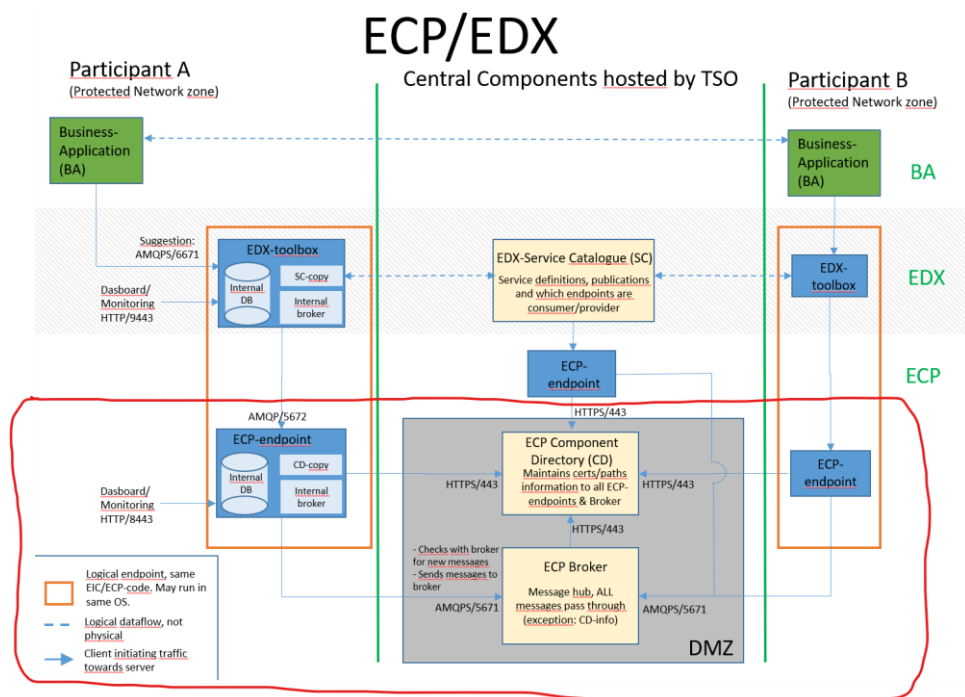 ECP/EDX
Participant A
(Protected Network zone)
Central Components hosted by TSO
Participant B
(Protected Network zone)
Business-
Application
(BA)
Business-
Application
(BA)
BA
Suggestion:
AMQPS/6671
Dasboard/
Monitoring
HTTP/9443
EDX-toolbox
Internal
DB
SC-copy
Internal
broker
EDX-Service Catalogue (SC)
Service definitions, publications
and which endpoints are
consumer/provider
EDX-
toolbox
EDX
ECP-
endpoint
ECP
HTTPS/443
AMQP/5672
ECP-endpoint
Internal
DB
CD-copy
Internal
broker
Dasboard/
Monitoring
HTTP/8443
HTTPS/443
ECP Component
Directory (CD)
Maintains certs/paths
information to all ECP-
endpoints & Broker
HTTPS/443
ECP-
endpoint
HTTPS/443
- Checks with broker
for new messages
- Sends messages to
broker
AMQPS/5671
ECP Broker
Message hub, ALL
messages pass through
(exception: CD-info)
AMQPS/5671
DMZ
Logical endpoint, same
EIC/ECP-code. May run in
same OS.
Logical dataflow, not
physical
Client initiating traffic
towards server